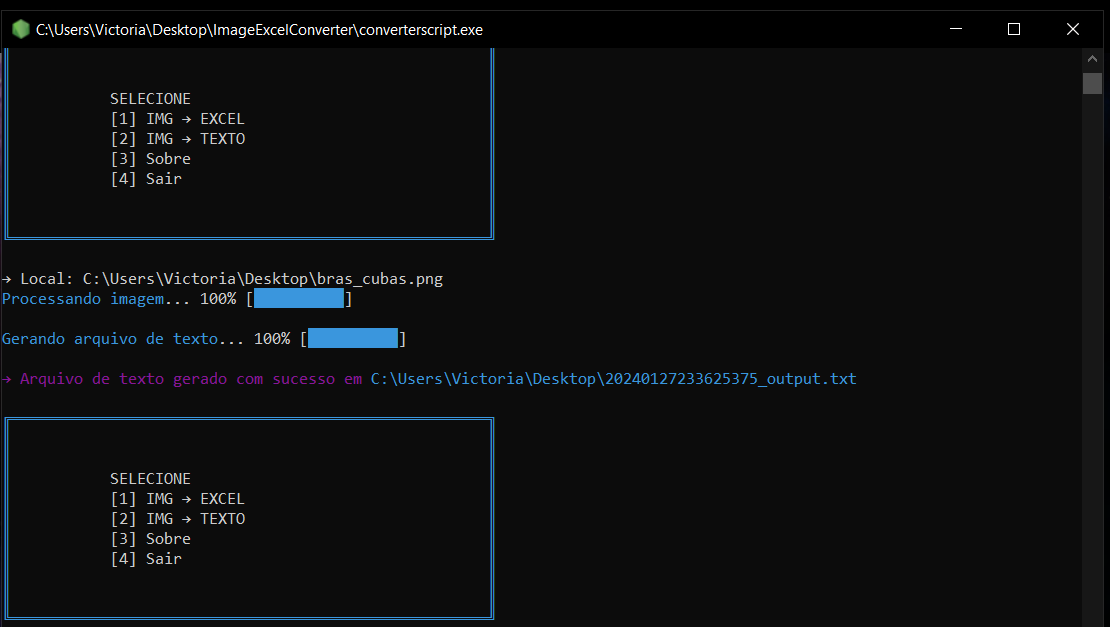 C:\Users\Victoria\Desktop\ImageExcelConverter\converterscript.exe
SELECIONE
[1] IMG → EXCEL
[2] IMG → TEXTO
[3] Sobre
[4] Sair
→ Local: C:\Users\Victoria\Desktop\bras_cubas.png
Processando imagem... 100% [          ]
Gerando arquivo de texto... 100% [          ]
→ Arquivo de texto gerado com sucesso em C:\Users\Victoria\Desktop\20240127233625375_output.txt
SELECIONE
[1] IMG → EXCEL
[2] IMG → TEXTO
[3] Sobre
[4] Sair